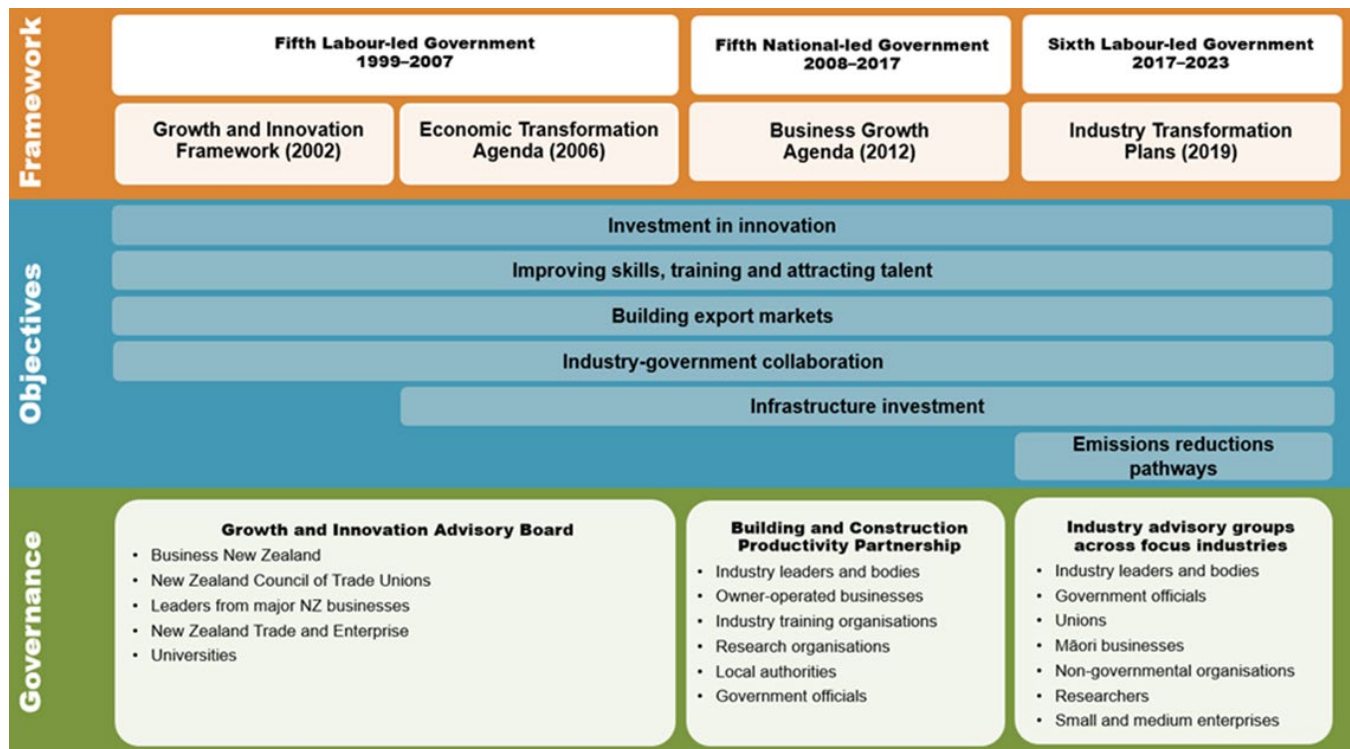 Framework
Fifth Labour-led Government
1999–2007
Fifth National-led Government
2008–2017
Sixth Labour-led Government
2017–2023
Growth and Innovation
Framework (2002)
Economic Transformation
Agenda (2006)
Business Growth
Agenda (2012)
Industry Transformation
Plans (2019)
Objectives
Investment in innovation
Improving skills, training and attracting talent
Building export markets
Industry-government collaboration
Infrastructure investment
Emissions reductions
pathways
Governance
Growth and Innovation Advisory Board
• Business New Zealand
• New Zealand Council of Trade Unions
• Leaders from major NZ businesses
• New Zealand Trade and Enterprise
• Universities
Building and Construction
Productivity Partnership
• Industry leaders and bodies
• Owner-operated businesses
• Industry training organisations
• Research organisations
• Local authorities
• Government officials
Industry advisory groups
across focus industries
• Industry leaders and bodies
• Government officials
• Unions
• Māori businesses
• Non-governmental organisations
• Researchers
• Small and medium enterprises